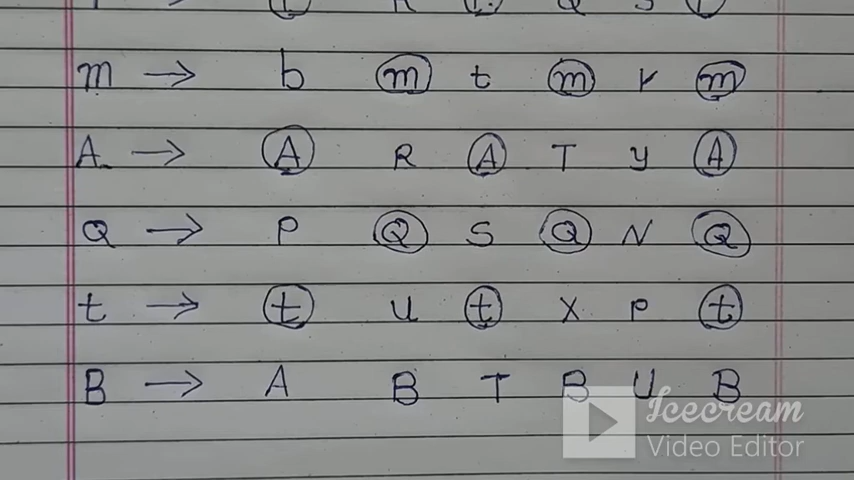 m → b m t m r m
A → A R A T y A
Q → P Q S Q N Q
t → t u t x p t
B → A B T B U B
Icecream
Video Editor